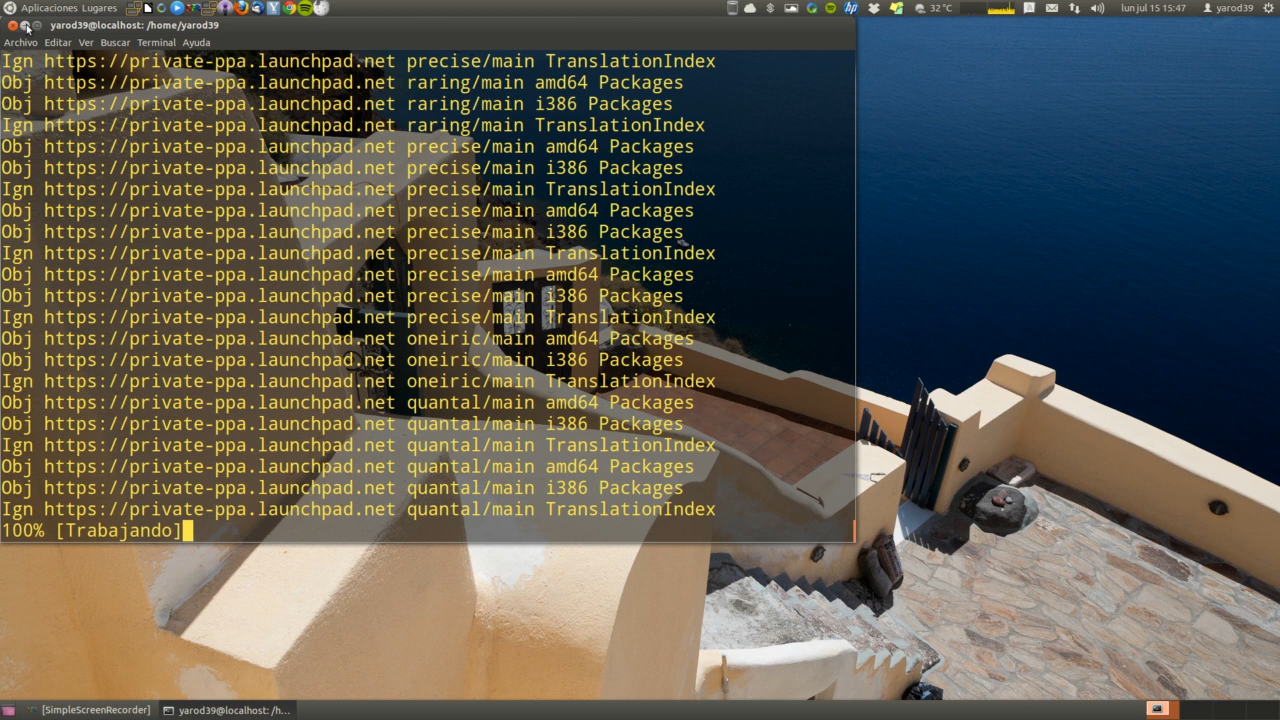 Aplicaciones Lugares
32 °C
lun jul 15 15:47
yarod39
yarod39@localhost: /home/yarod39
Archivo Editar Ver Buscar Terminal Ayuda
Ign https://private-ppa.launchpad.net precise/main TranslationIndex
Obj https://private-ppa.launchpad.net raring/main amd64 Packages
Obj https://private-ppa.launchpad.net raring/main i386 Packages
Ign https://private-ppa.launchpad.net raring/main TranslationIndex
Obj https://private-ppa.launchpad.net precise/main amd64 Packages
Obj https://private-ppa.launchpad.net precise/main i386 Packages
Ign https://private-ppa.launchpad.net precise/main TranslationIndex
Obj https://private-ppa.launchpad.net precise/main amd64 Packages
Obj https://private-ppa.launchpad.net precise/main i386 Packages
Ign https://private-ppa.launchpad.net precise/main TranslationIndex
Obj https://private-ppa.launchpad.net precise/main amd64 Packages
Obj https://private-ppa.launchpad.net precise/main i386 Packages
Ign https://private-ppa.launchpad.net precise/main TranslationIndex
Obj https://private-ppa.launchpad.net oneiric/main amd64 Packages
Obj https://private-ppa.launchpad.net oneiric/main i386 Packages
Ign https://private-ppa.launchpad.net oneiric/main TranslationIndex
Obj https://private-ppa.launchpad.net quantal/main amd64 Packages
Obj https://private-ppa.launchpad.net quantal/main i386 Packages
Ign https://private-ppa.launchpad.net quantal/main TranslationIndex
Obj https://private-ppa.launchpad.net quantal/main amd64 Packages
Obj https://private-ppa.launchpad.net quantal/main i386 Packages
Ign https://private-ppa.launchpad.net quantal/main TranslationIndex
100% [Trabajando]
[SimpleScreenRecorder]
yarod39@localhost: /h...